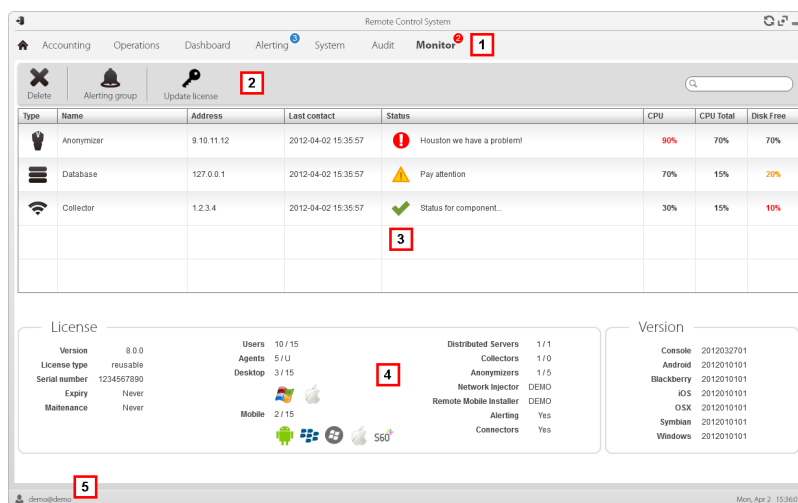 Remote Control System
Accounting Operations Dashboard Alerting 3 System Audit Monitor 2 1
Delete Alerting group Update license 2
Type Name Address Last contact Status CPU CPU Total Disk Free
Anonymizer 9.10.11.12 2012-04-02 15:35:57 Houston we have a problem! 90% 70% 70%
Database 127.0.0.1 2012-04-02 15:35:57 Pay attention 70% 15% 20%
Collector 1.2.3.4 2012-04-02 15:35:57 Status for component... 30% 15% 10%
3
License
Version 8.0.0
License type reusable
Serial number 1234567890
Expiry Never
Maitenance Never
Users 10 / 15
Agents 5 / U
Desktop 3 / 15
Mobile 2 / 15
S60
4
Distributed Servers 1 / 1
Collectors 1 / 0
Anonymizers 1 / 5
Network Injector DEMO
Remote Mobile Installer DEMO
Alerting Yes
Connectors Yes
Version
Console 2012032701
Android 2012010101
Blackberry 2012010101
iOS 2012010101
OSX 2012010101
Symbian 2012010101
Windows 2012010101
5
demo@demo Mon, Apr 2 15:36:0